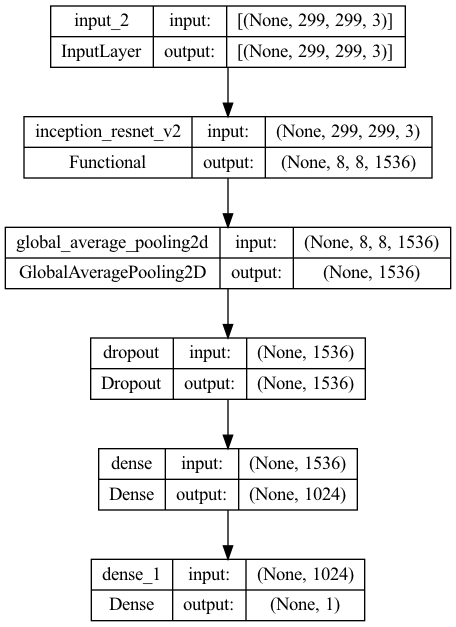 input_2 input: [(None, 299, 299, 3)]
InputLayer output: [(None, 299, 299, 3)]
inception_resnet_v2 input: (None, 299, 299, 3)
Functional output: (None, 8, 8, 1536)
global_average_pooling2d input: (None, 8, 8, 1536)
GlobalAveragePooling2D output: (None, 1536)
dropout input: (None, 1536)
Dropout output: (None, 1536)
dense input: (None, 1536)
Dense output: (None, 1024)
dense_1 input: (None, 1024)
Dense output: (None, 1)